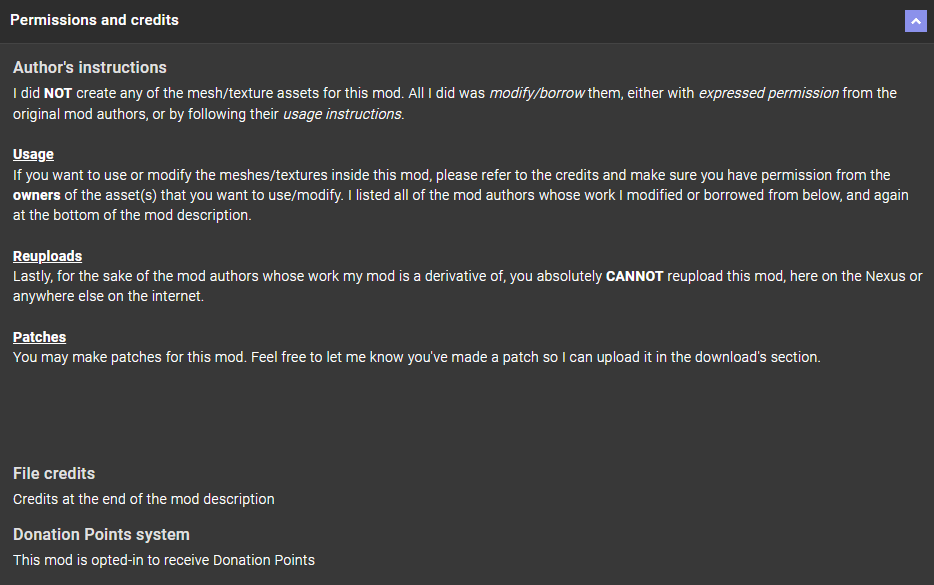 Permissions and credits
Author's instructions
I did NOT create any of the mesh/texture assets for this mod. All I did was modify/borrow them, either with expressed permission from the
original mod authors, or by following their usage instructions.
Usage
If you want to use or modify the meshes/textures inside this mod, please refer to the credits and make sure you have permission from the
owners of the asset(s) that you want to use/modify. I listed all of the mod authors whose work I modified or borrowed from below, and again
at the bottom of the mod description.
Reuploads
Lastly, for the sake of the mod authors whose work my mod is a derivative of, you absolutely CANNOT reupload this mod, here on the Nexus or
anywhere else on the internet.
Patches
You may make patches for this mod. Feel free to let me know you've made a patch so I can upload it in the download's section.
File credits
Credits at the end of the mod description
Donation Points system
This mod is opted-in to receive Donation Points